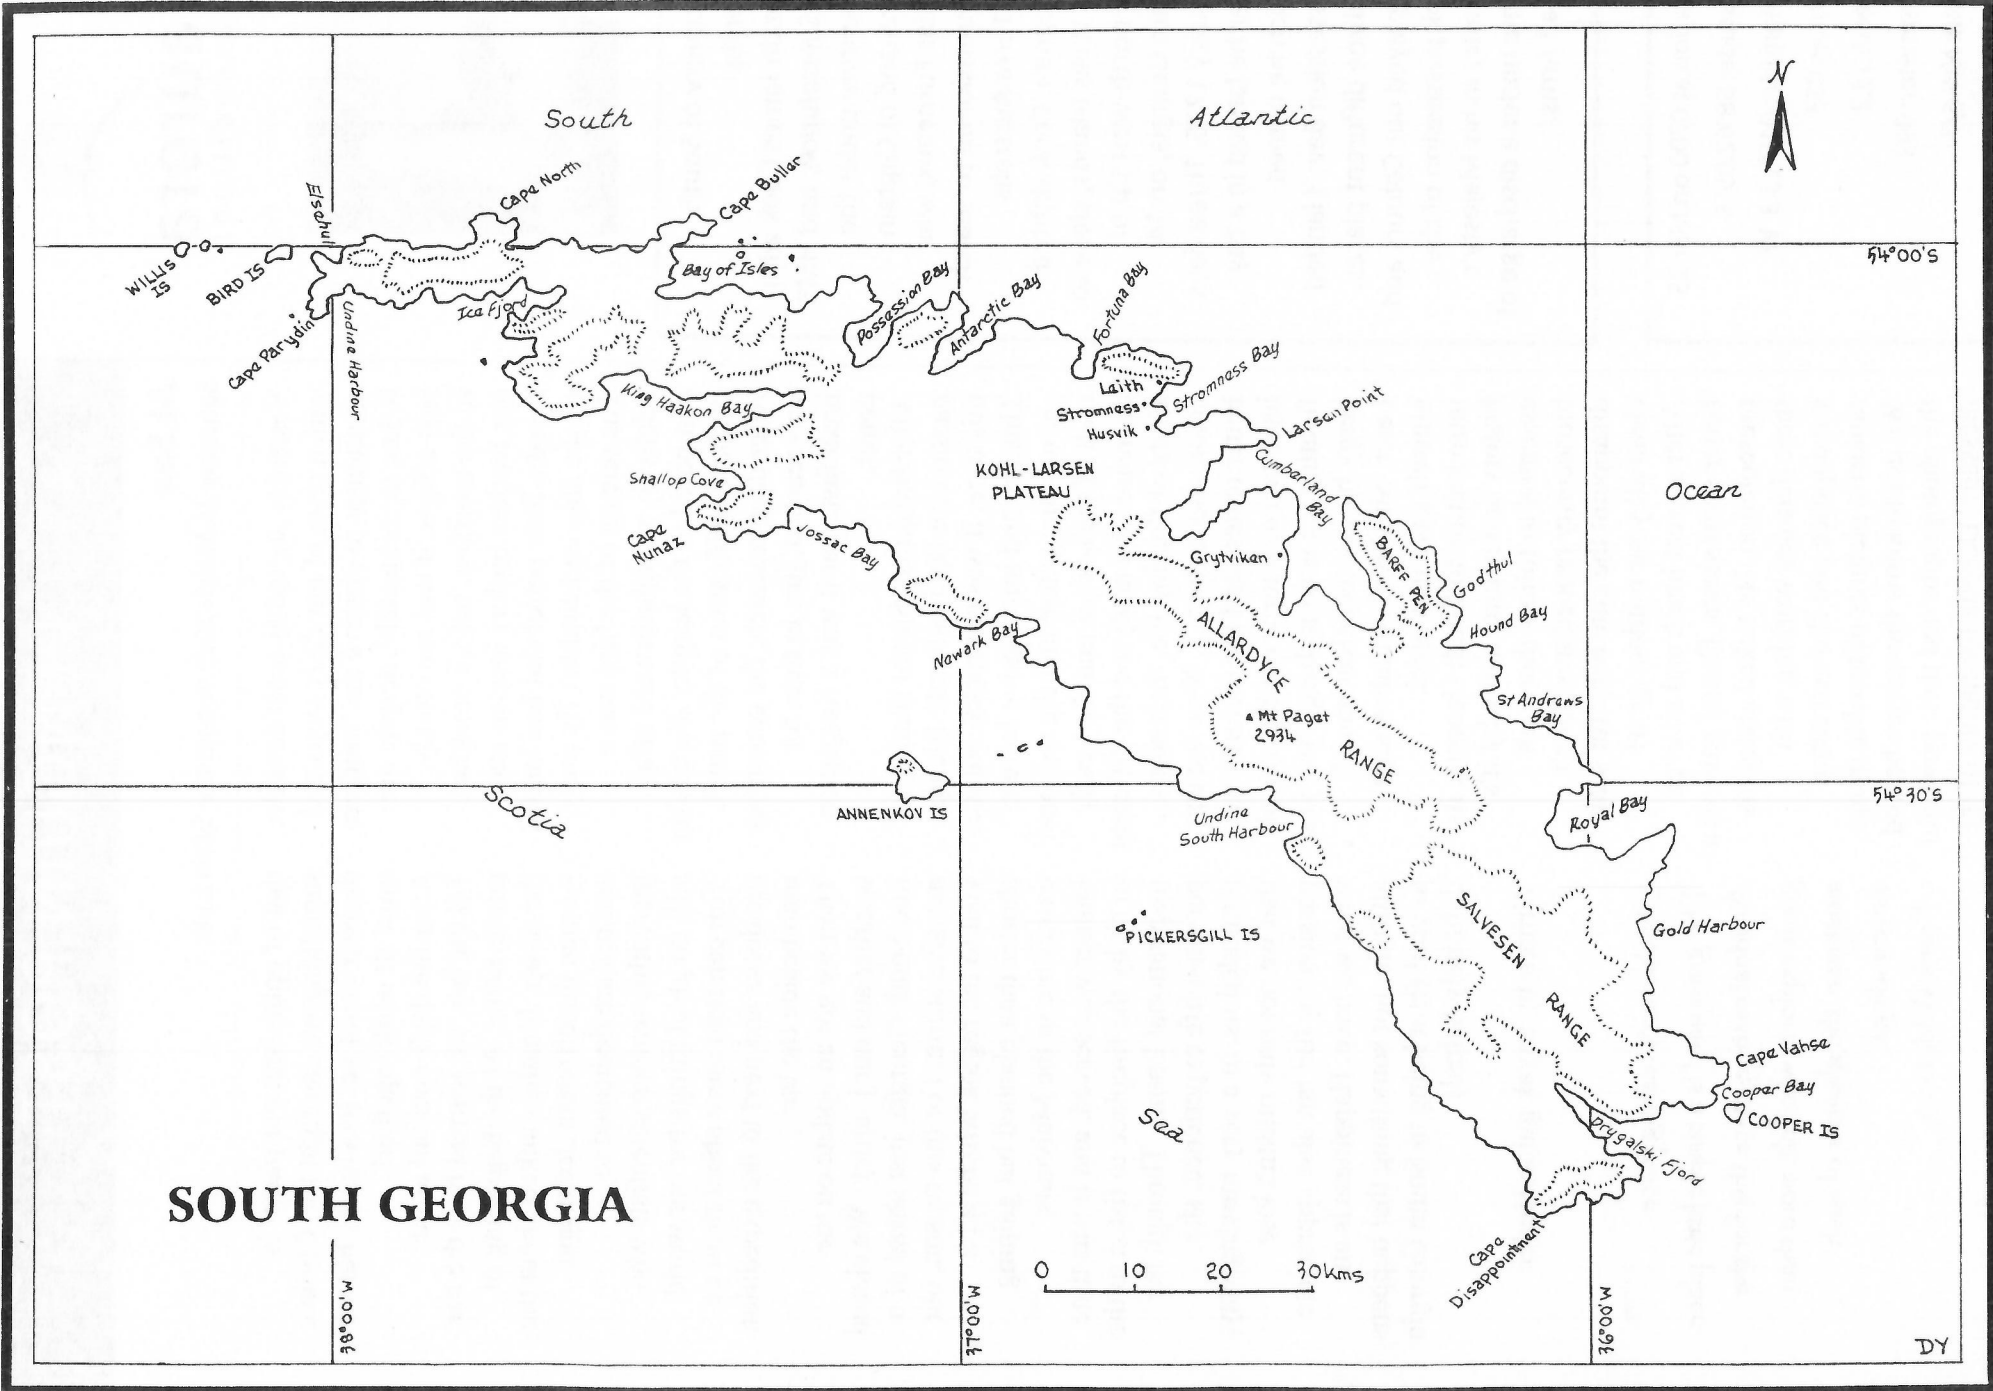 N
South
Atlantic
Cape North
Cape Buller
Elsehul
54°00'S
WILLIS
IS
BIRD IS
Bay of Isles
Possession Bay
Antarctic Bay
Fortuna Bay
Ice Fjord
Cape Parydin
Undine Harbour
King Haakon Bay
Leith
Stromness
Husvik
Stromness Bay
Larsen Point
KOHL-LARSEN
PLATEAU
Cumberland
Bay
Ocean
Shallop Cove
Cape
Nunaz
Jossac Bay
Grytviken
BARFF
PEN
Godthul
Hound Bay
Newark Bay
ALLARDYCE
RANGE
St Andrews
Bay
Mt Paget
2934
54°30'S
Scotia
ANNENKOV IS
Undine
South Harbour
Royal Bay
PICKERSGILL IS
SALVESEN
RANGE
Gold Harbour
Cape Vahse
Cooper Bay
COOPER IS
Sea
Drygalski Fjord
Cape
Disappointment
SOUTH GEORGIA
0 10 20 30kms
38°00'W
37°00'W
36°00'W
DY